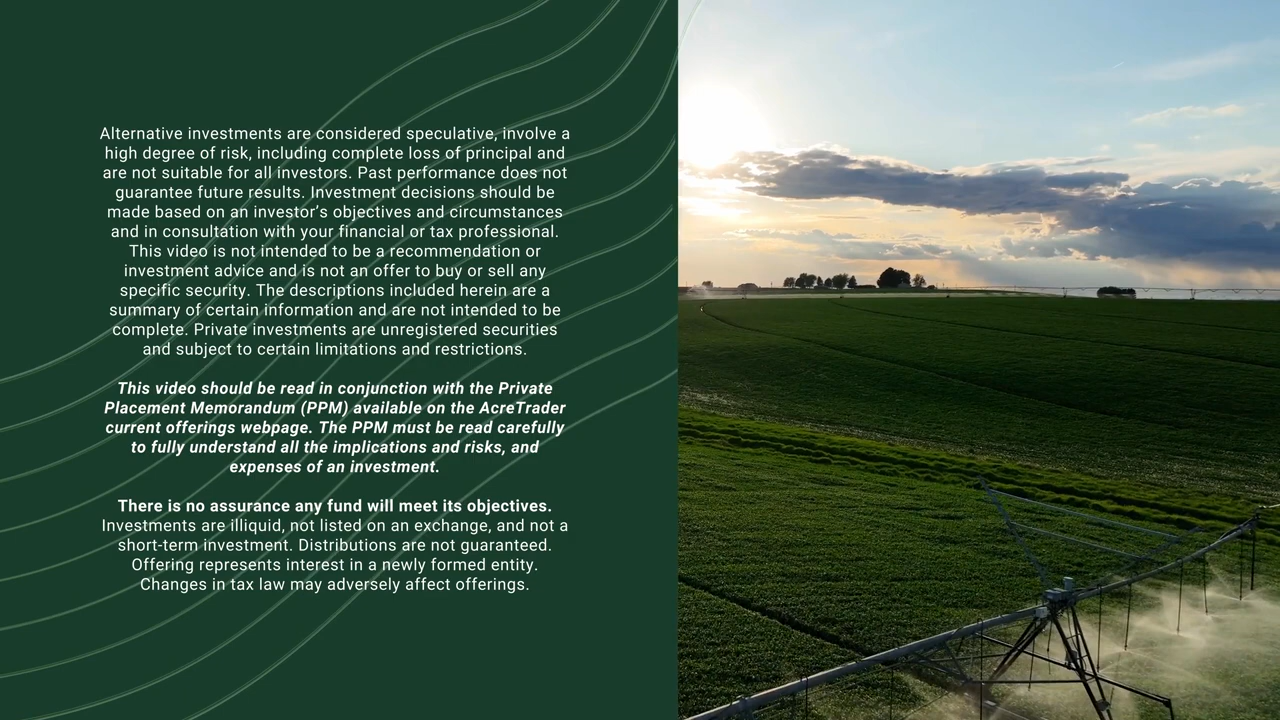 Alternative investments are considered speculative, involve a
high degree of risk, including complete loss of principal and
are not suitable for all investors. Past performance does not
guarantee future results. Investment decisions should be
made based on an investor’s objectives and circumstances
and in consultation with your financial or tax professional.
This video is not intended to be a recommendation or
investment advice and is not an offer to buy or sell any
specific security. The descriptions included herein are a
summary of certain information and are not intended to be
complete. Private investments are unregistered securities
and subject to certain limitations and restrictions.
This video should be read in conjunction with the Private
Placement Memorandum (PPM) available on the AcreTrader
current offerings webpage. The PPM must be read carefully
to fully understand all the implications and risks, and
expenses of an investment.
There is no assurance any fund will meet its objectives.
Investments are illiquid, not listed on an exchange, and not a
short-term investment. Distributions are not guaranteed.
Offering represents interest in a newly formed entity.
Changes in tax law may adversely affect offerings.